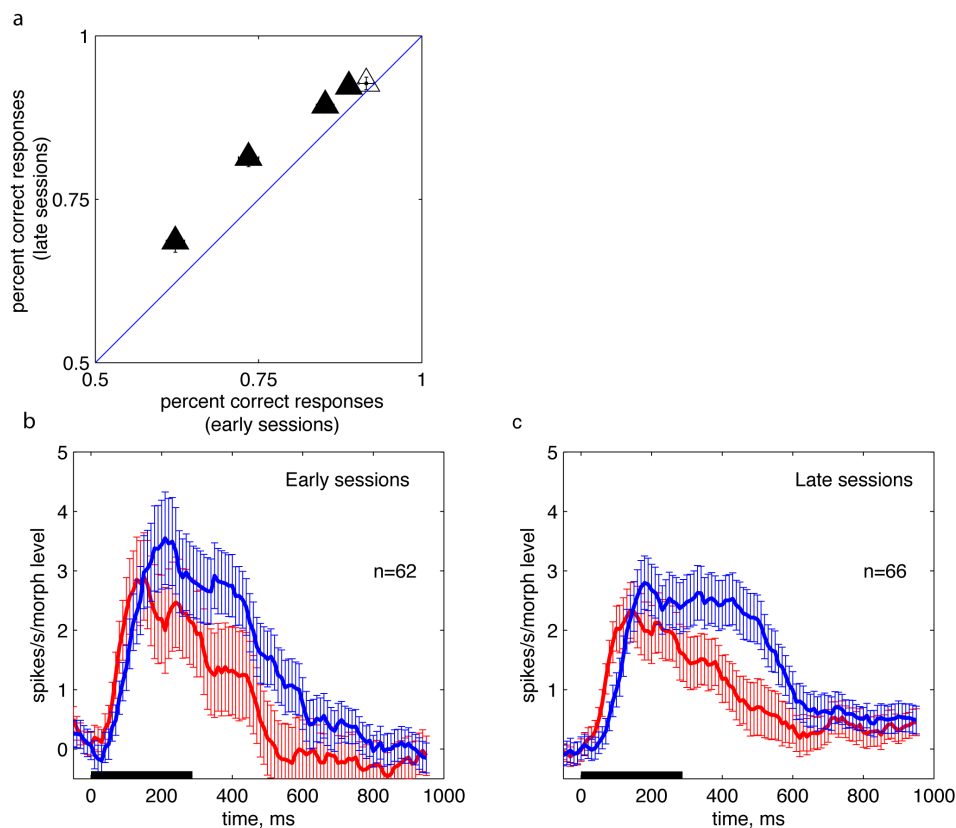 a
1
0.75
0.5
percent correct responses
(late sessions)
0.5
0.75
1
percent correct responses
(early sessions)
b
5
4
3
2
1
0
spikes/s/morph level
Early sessions
n=62
0
200
400
600
800
1000
time, ms
c
5
4
3
2
1
0
spikes/s/morph level
Late sessions
n=66
0
200
400
600
800
1000
time, ms